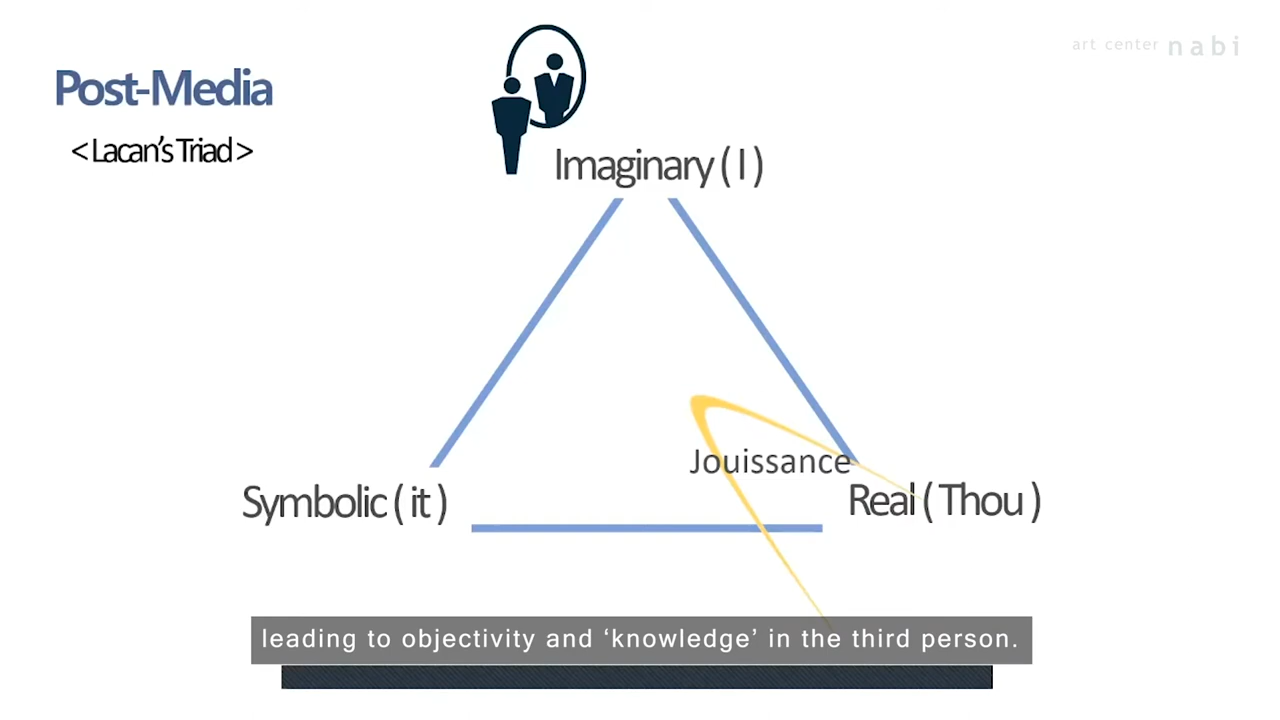 art center nabi
Post-Media
< Lacan's Triad >
Imaginary ( I )
Jouissance
Symbolic ( it )
Real ( Thou )
leading to objectivity and ‘knowledge’ in the third person.